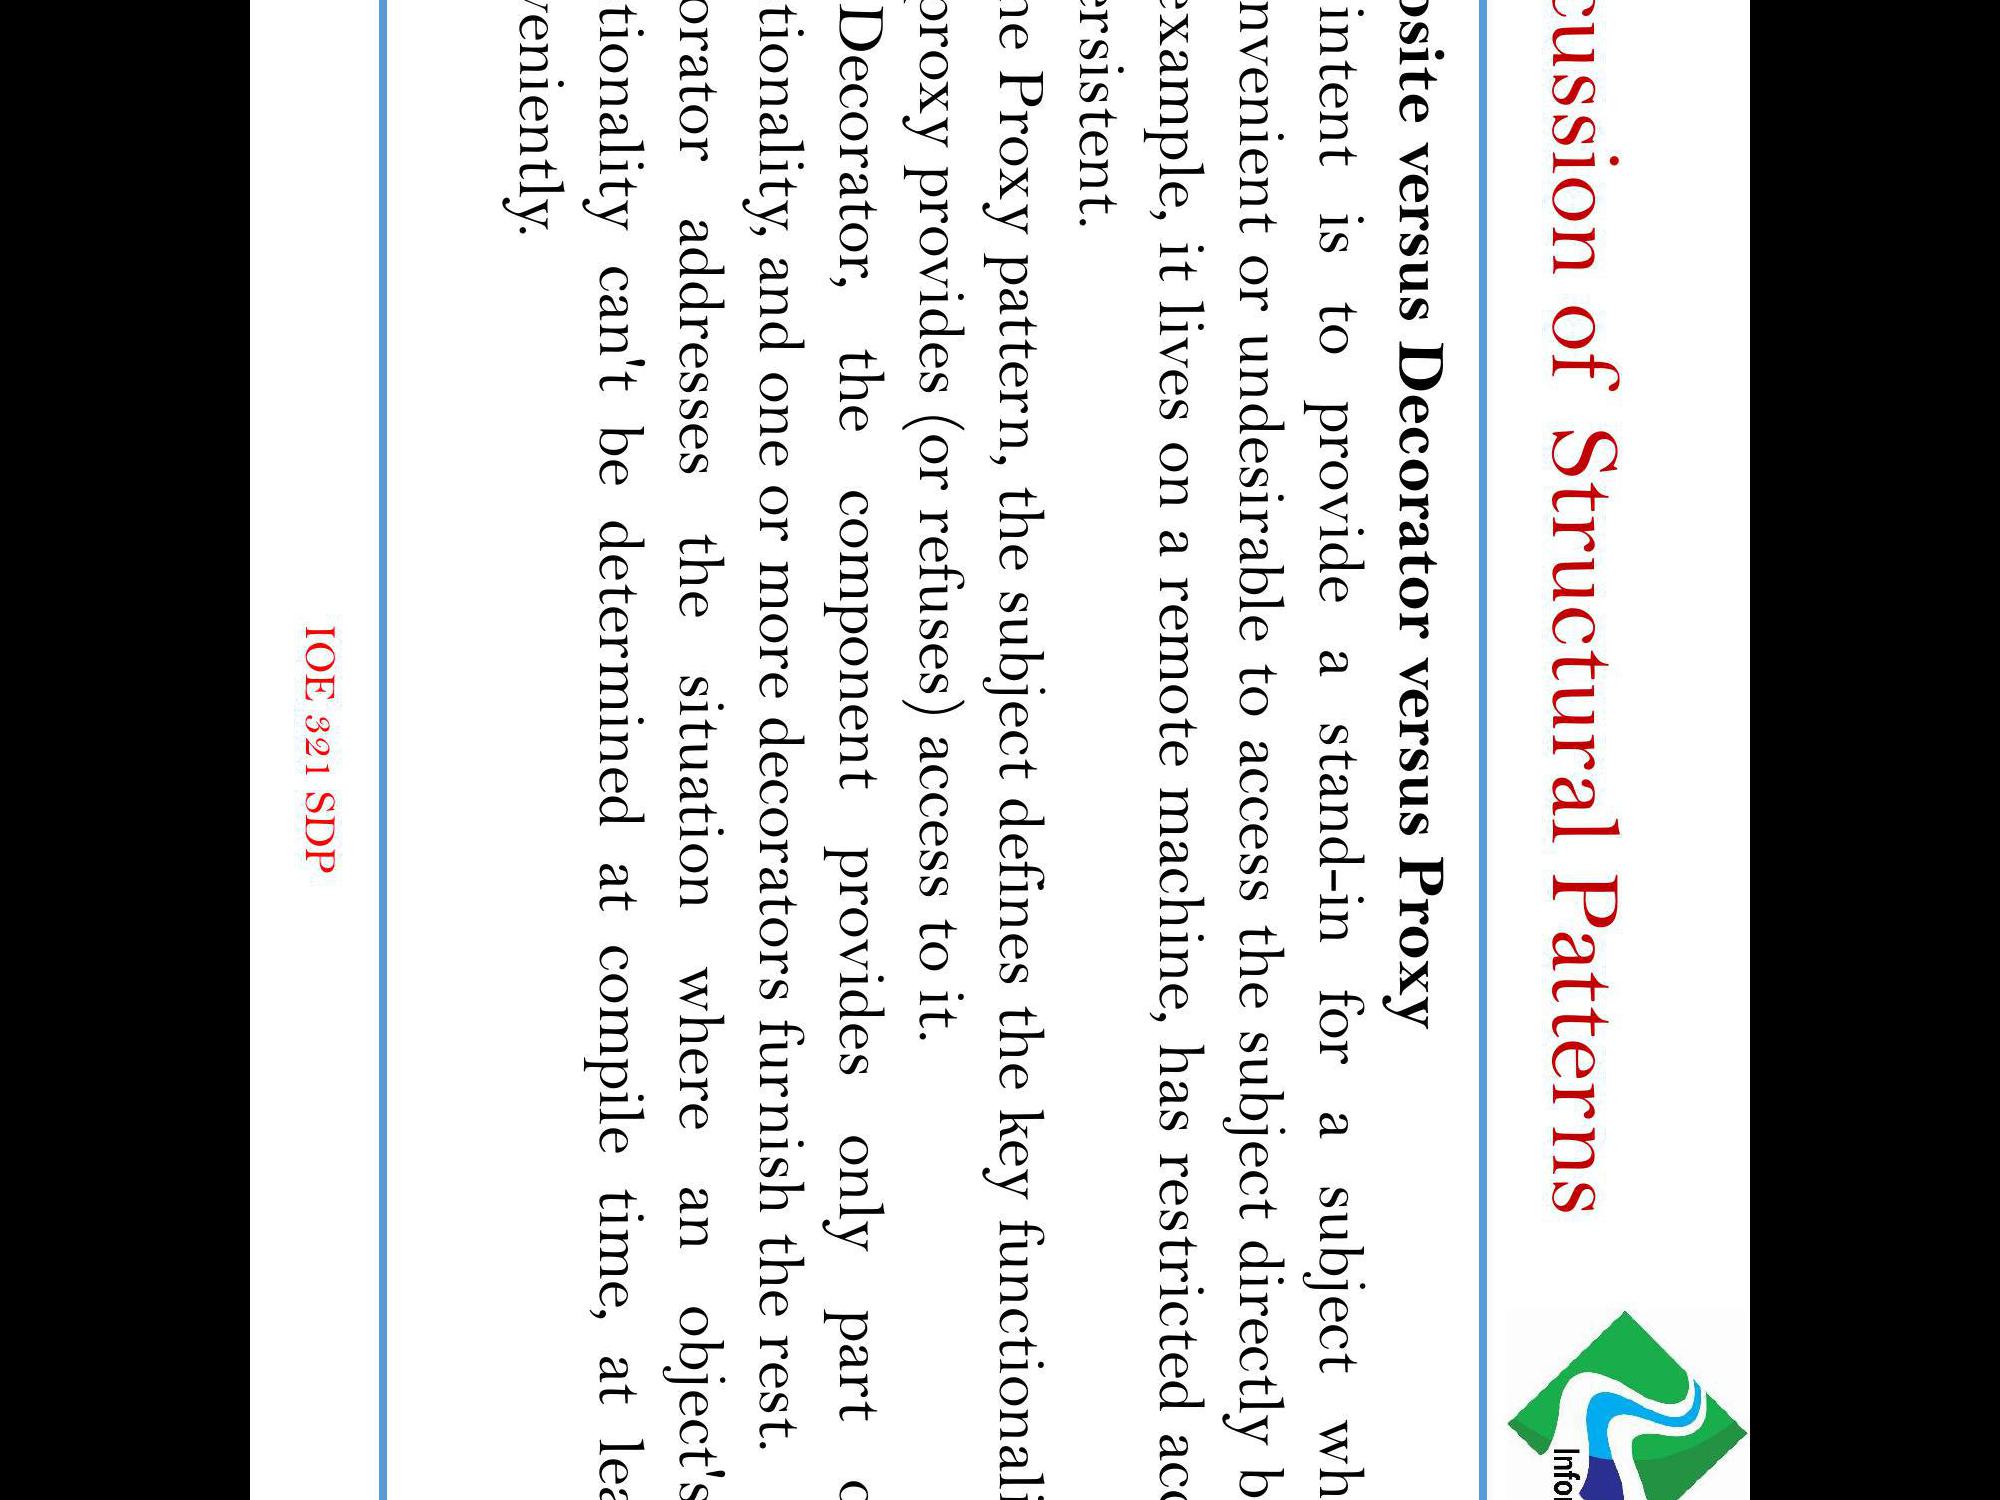 cussion of Structural Patterns
osite versus Decorator versus Proxy
intent is to provide a stand-in for a subject wh
nvenient or undesirable to access the subject directly b
example, it lives on a remote machine, has restricted acc
ersistent.
ne Proxy pattern, the subject defines the key functionali
proxy provides (or refuses) access to it.
Decorator, the component provides only part o
tionality, and one or more decorators furnish the rest.
orator addresses the situation where an object's
tionality can't be determined at compile time, at lea
veniently.
IOE 321 SDP
Infor